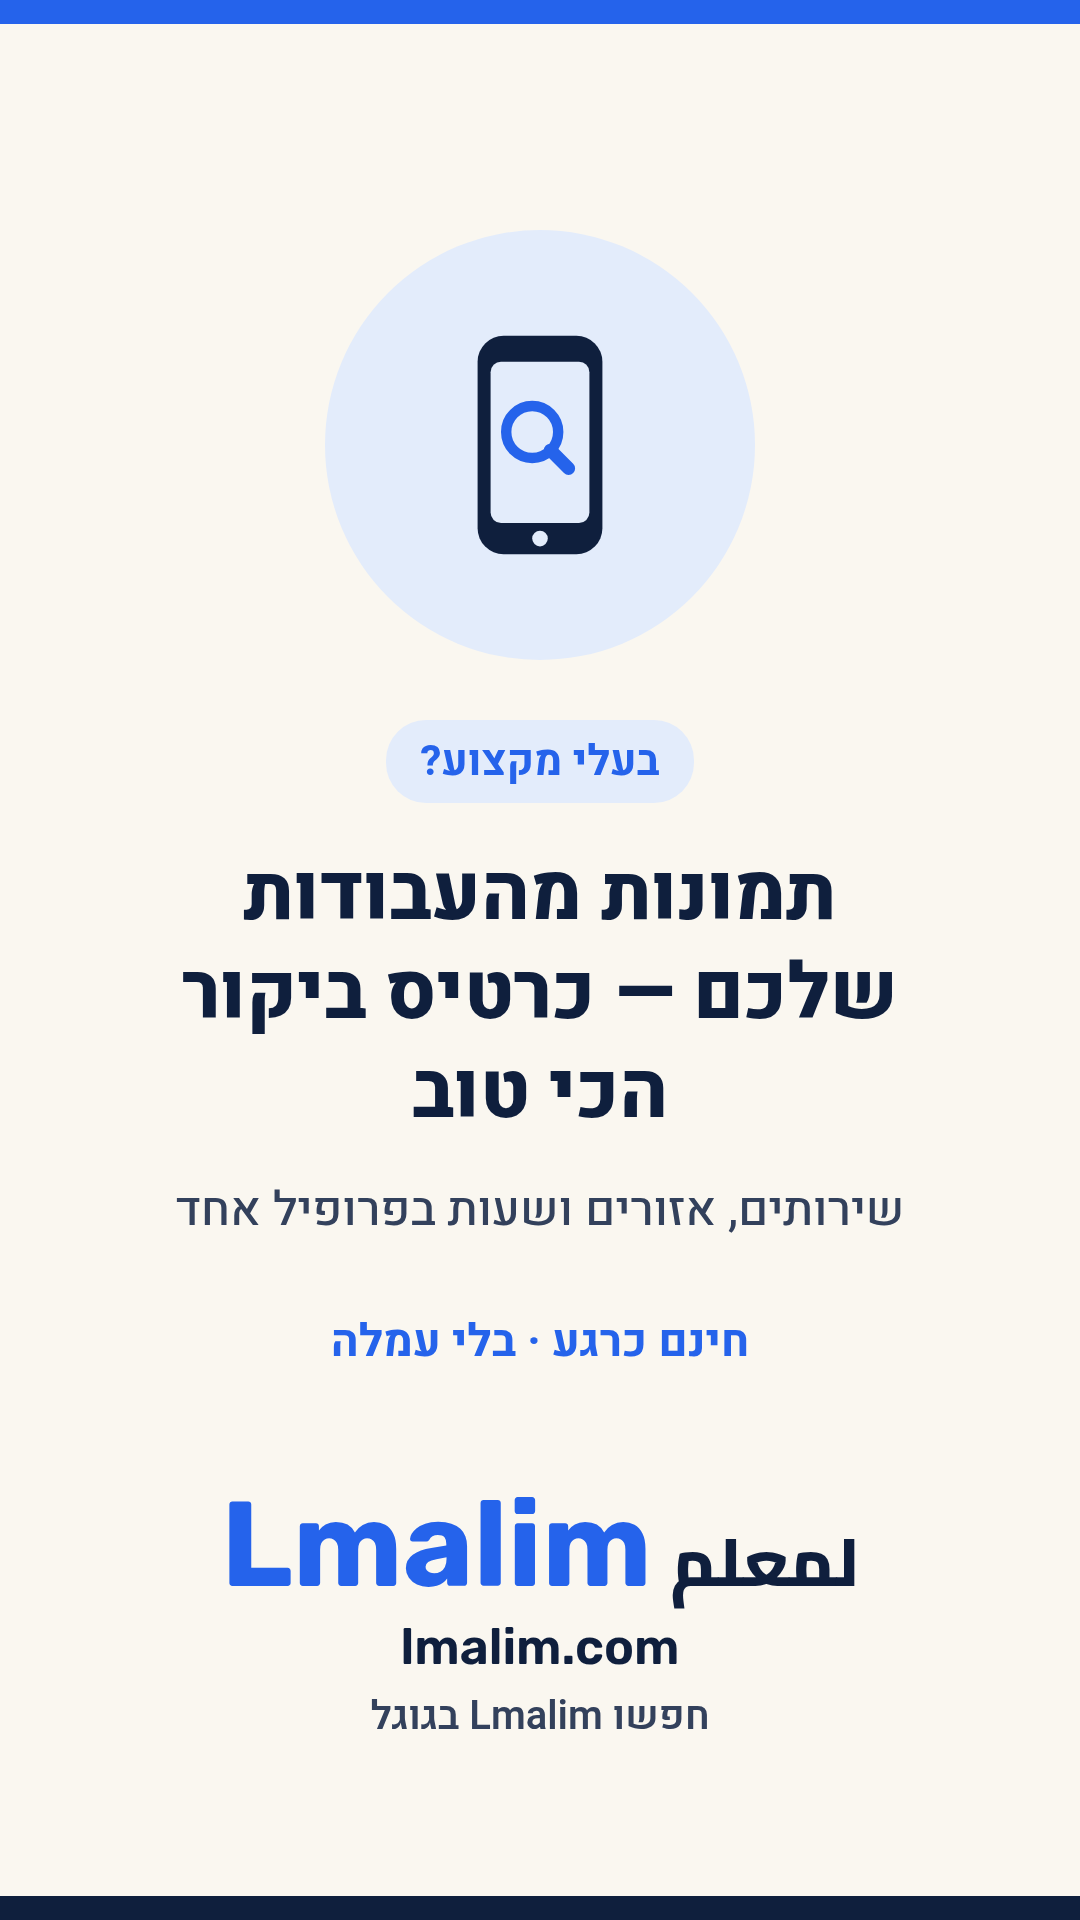 בעלי מקצוע?
תמונות מהעבודות
שלכם — כרטיס ביקור
הכי טוב
שירותים, אזורים ושעות בפרופיל אחד
חינם כרגע · בלי עמלה
Lmalim لمعلم
lmalim.com
חפשו Lmalim בגוגל